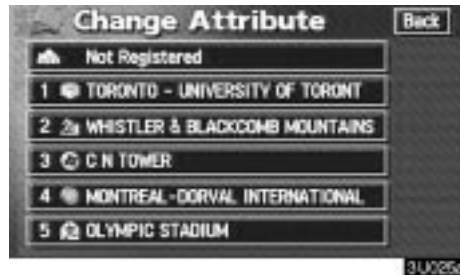 Change Attribute Back
Not Registered
1 TORONTO - UNIVERSITY OF TORONT
2 WHISTLER & BLACKCOMB MOUNTAINS
3 C N TOWER
4 MONTREAL-DORVAL INTERNATIONAL
5 OLYMPIC STADIUM
3U025